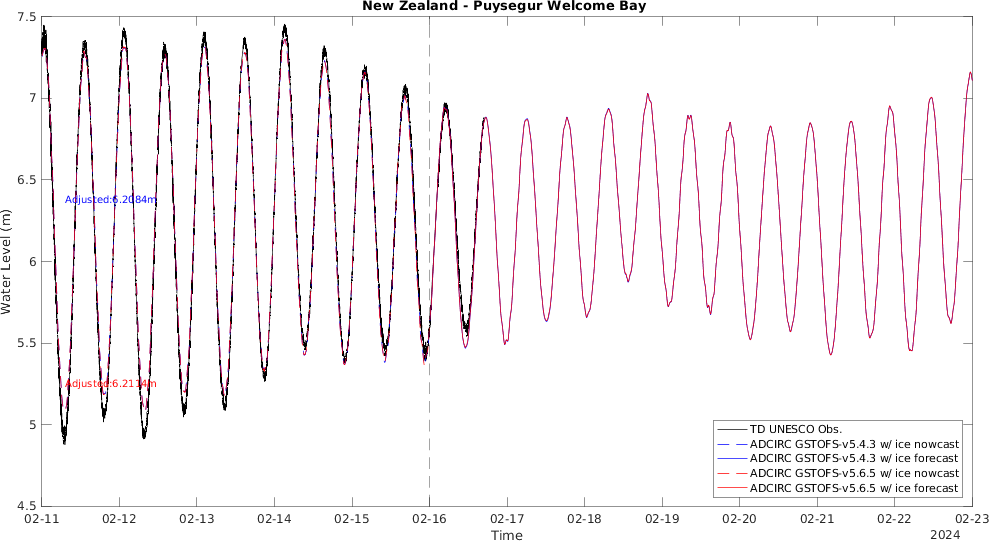 New Zealand - Puysegur Welcome Bay
7.5
7
6.5
6
5.5
5
4.5
Water Level (m)
Adjusted:6.2084m
Adjusted:6.2114m
TD UNESCO Obs.
ADCIRC GSTOFS-v5.4.3 w/ ice nowcast
ADCIRC GSTOFS-v5.4.3 w/ ice forecast
ADCIRC GSTOFS-v5.6.5 w/ ice nowcast
ADCIRC GSTOFS-v5.6.5 w/ ice forecast
02-11 02-12 02-13 02-14 02-15 02-16 02-17 02-18 02-19 02-20 02-21 02-22 02-23
Time
2024